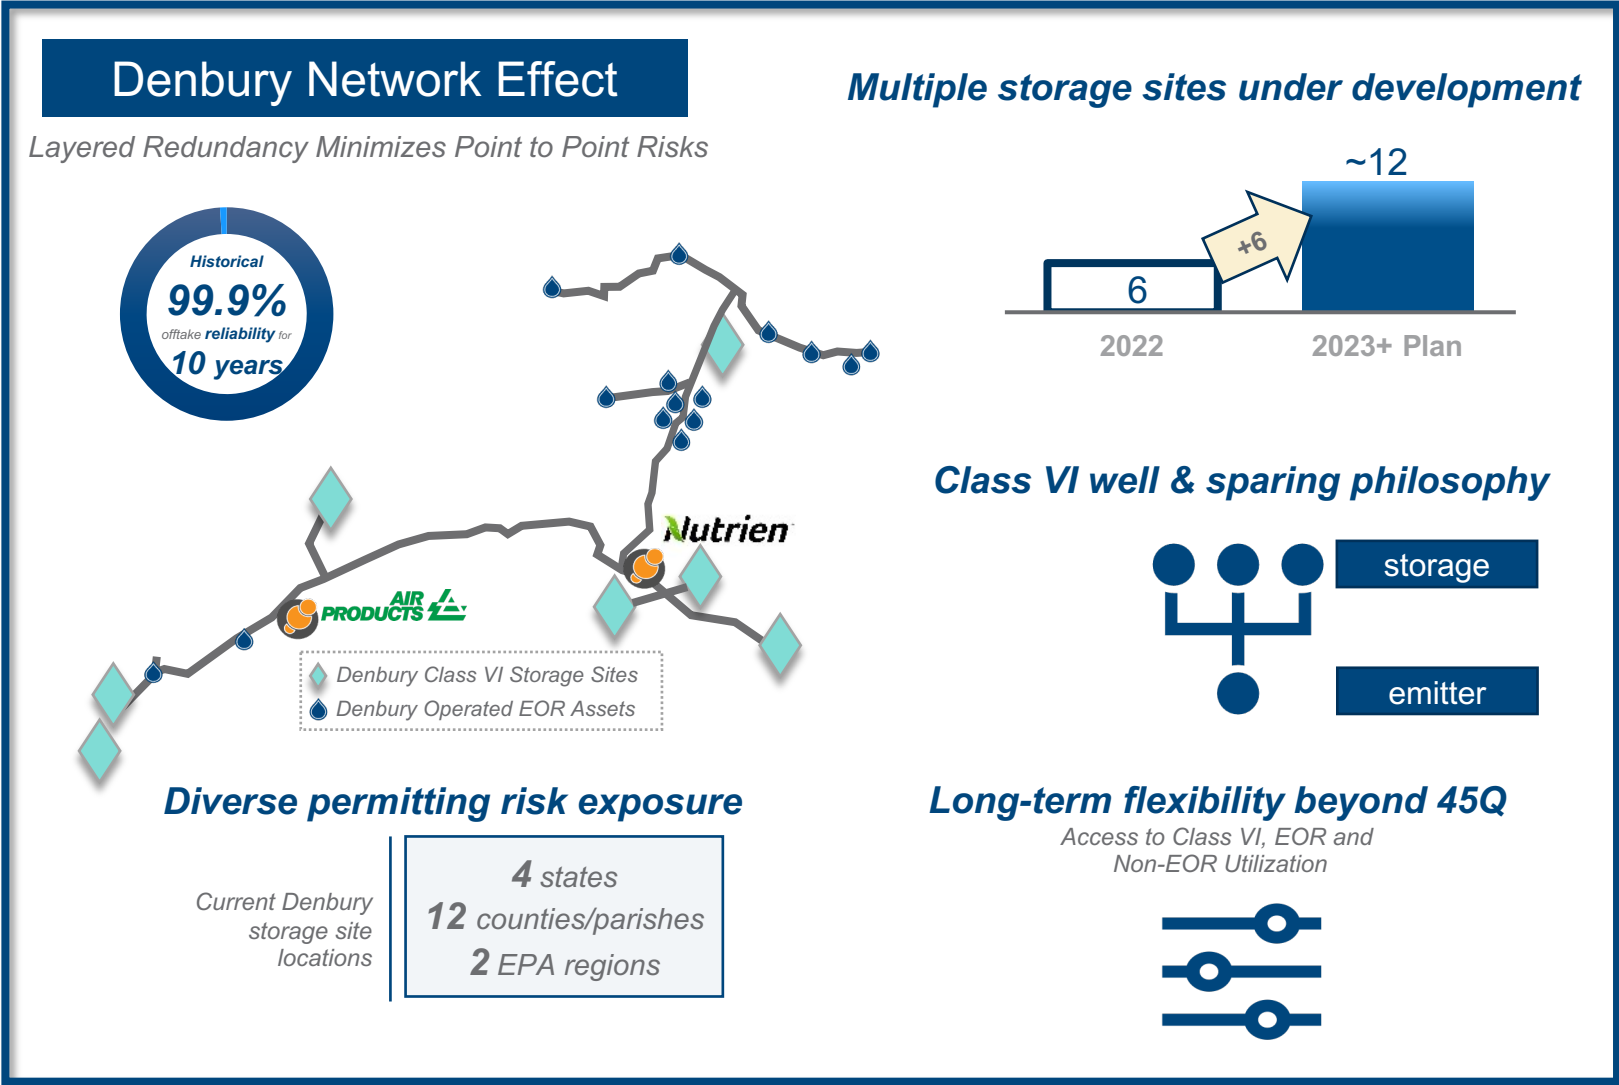 Denbury Network Effect
Layered Redundancy Minimizes Point to Point Risks
Historical
99.9%
offtake reliability for
10 years
Nutrien
AIR
PRODUCTS
Denbury Class VI Storage Sites
Denbury Operated EOR Assets
Multiple storage sites under development
~12
+6
6
2022
2023+ Plan
Class VI well & sparing philosophy
storage
emitter
Diverse permitting risk exposure
Current Denbury
storage site
locations
4 states
12 counties/parishes
2 EPA regions
Long-term flexibility beyond 45Q
Access to Class VI, EOR and
Non-EOR Utilization